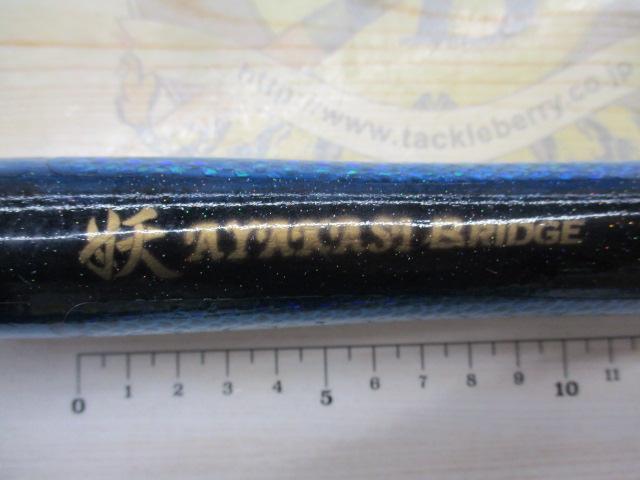 http://www.tackleberry.co.jp
妖 AYAKASI BRIDGE
0 1 2 3 4 5 6 7 8 9 10 11